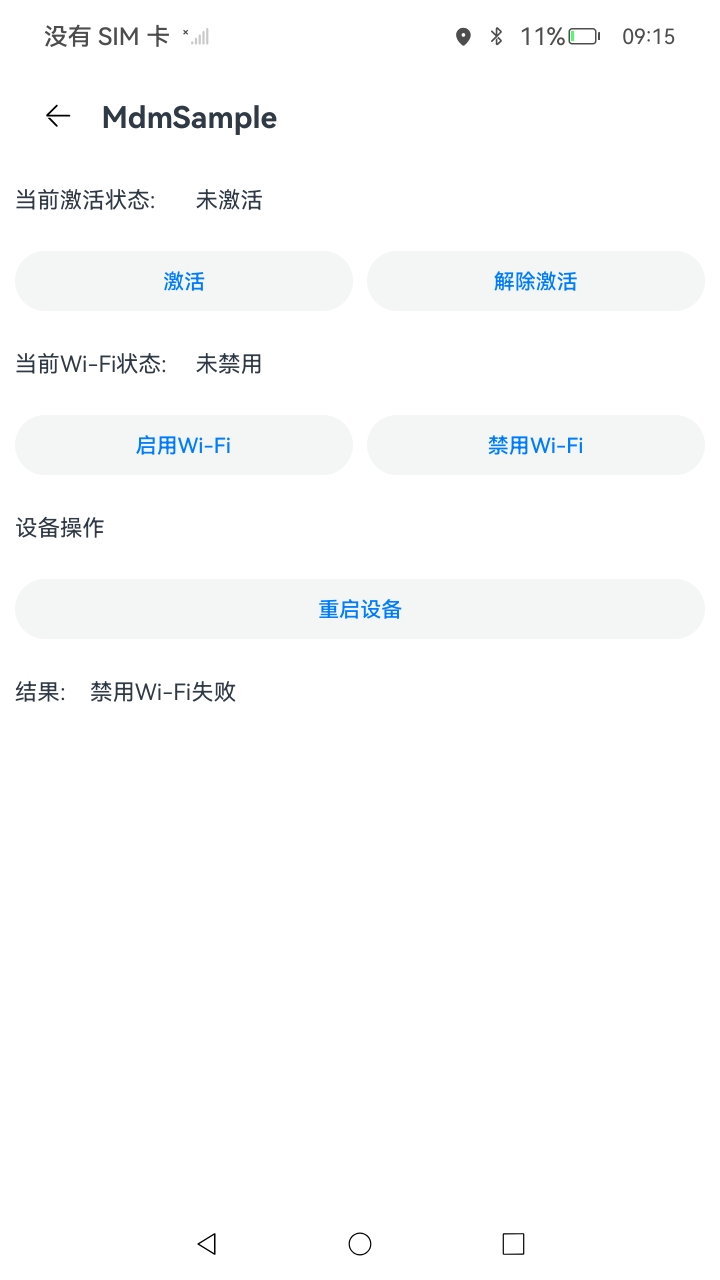 没有 SIM 卡 11% 09:15
MdmSample
当前激活状态: 未激活
激活 解除激活
当前Wi-Fi状态: 未禁用
启用Wi-Fi 禁用Wi-Fi
设备操作
重启设备
结果: 禁用Wi-Fi失败